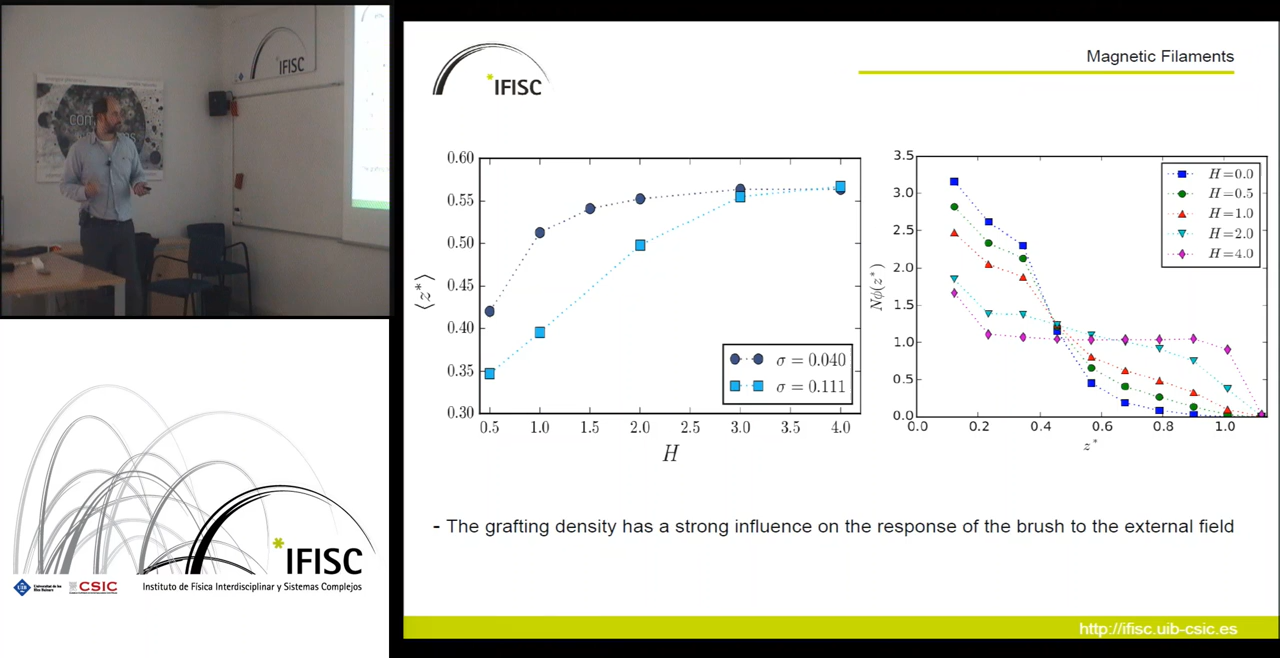 IFISC
com
*IFISC
Magnetic Filaments
0.60
0.55
0.50
0.45
0.40
0.35
0.30
⟨z*⟩
0.5 1.0 1.5 2.0 2.5 3.0 3.5 4.0
H
σ = 0.040
σ = 0.111
3.5
3.0
2.5
2.0
1.5
1.0
0.5
0.0
Nϕ(z*)
0.0 0.2 0.4 0.6 0.8 1.0
z*
H=0.0
H=0.5
H=1.0
H=2.0
H=4.0
- The grafting density has a strong influence on the response of the brush to the external field
*IFISC
UIB
CSIC
Instituto de Física Interdisciplinar y Sistemas Complejos
http://ifisc.uib-csic.es